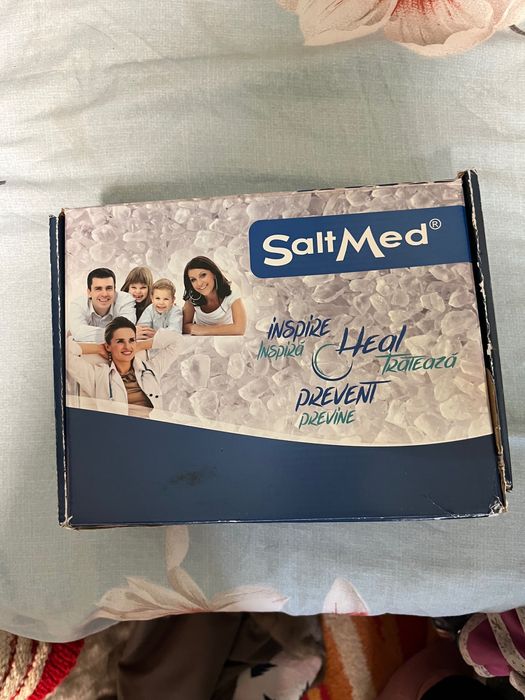 SaltMed®
INSPIRE
INSPIRĂ
HEAL
TRATEAZĂ
PREVENT
PREVINE